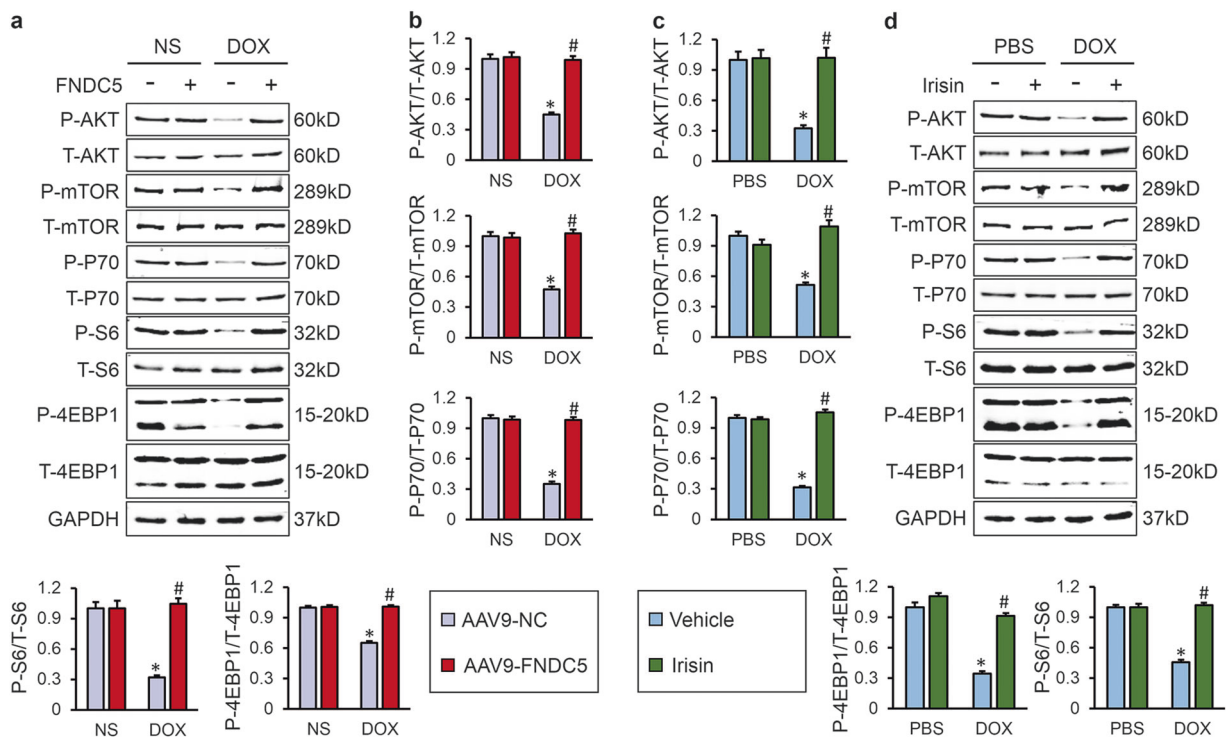 a
NS DOX
FNDC5 - + - +
P-AKT 60kD
T-AKT 60kD
P-mTOR 289kD
T-mTOR 289kD
P-P70 70kD
T-P70 70kD
P-S6 32kD
T-S6 32kD
P-4EBP1 15-20kD
T-4EBP1 15-20kD
GAPDH 37kD
b
P-AKT/T-AKT
1.2
0.9
0.6
0.3
0
* #
NS DOX
P-mTOR/T-mTOR
1.2
0.9
0.6
0.3
0
* #
NS DOX
P-P70/T-P70
1.2
0.9
0.6
0.3
0
* #
NS DOX
c
P-AKT/T-AKT
1.2
0.9
0.6
0.3
0
* #
PBS DOX
P-mTOR/T-mTOR
1.2
0.9
0.6
0.3
0
* #
PBS DOX
P-P70/T-P70
1.2
0.9
0.6
0.3
0
* #
PBS DOX
d
PBS DOX
Irisin - + - +
P-AKT 60kD
T-AKT 60kD
P-mTOR 289kD
T-mTOR 289kD
P-P70 70kD
T-P70 70kD
P-S6 32kD
T-S6 32kD
P-4EBP1 15-20kD
T-4EBP1 15-20kD
GAPDH 37kD
P-S6/T-S6
1.2
0.9
0.6
0.3
0
* #
NS DOX
P-4EBP1/T-4EBP1
1.2
0.9
0.6
0.3
0
* #
NS DOX
AAV9-NC
AAV9-FNDC5
Vehicle
Irisin
P-4EBP1/T-4EBP1
1.2
0.9
0.6
0.3
0
* #
PBS DOX
P-S6/T-S6
1.2
0.9
0.6
0.3
0
* #
PBS DOX